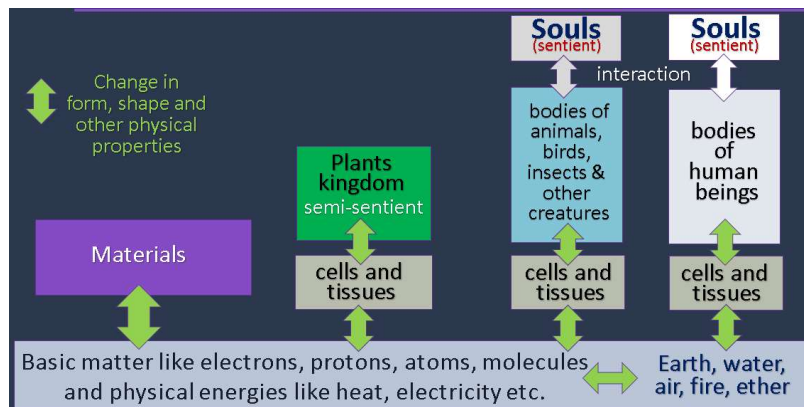 Souls
(sentient)
Souls
(sentient)
interaction
Change in
form, shape and
other physical
properties
bodies of
animals,
birds,
insects &
other
creatures
bodies
of
human
beings
Plants
kingdom
semi-sentient
Materials
cells and
tissues
cells and
tissues
cells and
tissues
Basic matter like electrons, protons, atoms, molecules
and physical energies like heat, electricity etc.
Earth, water,
air, fire, ether